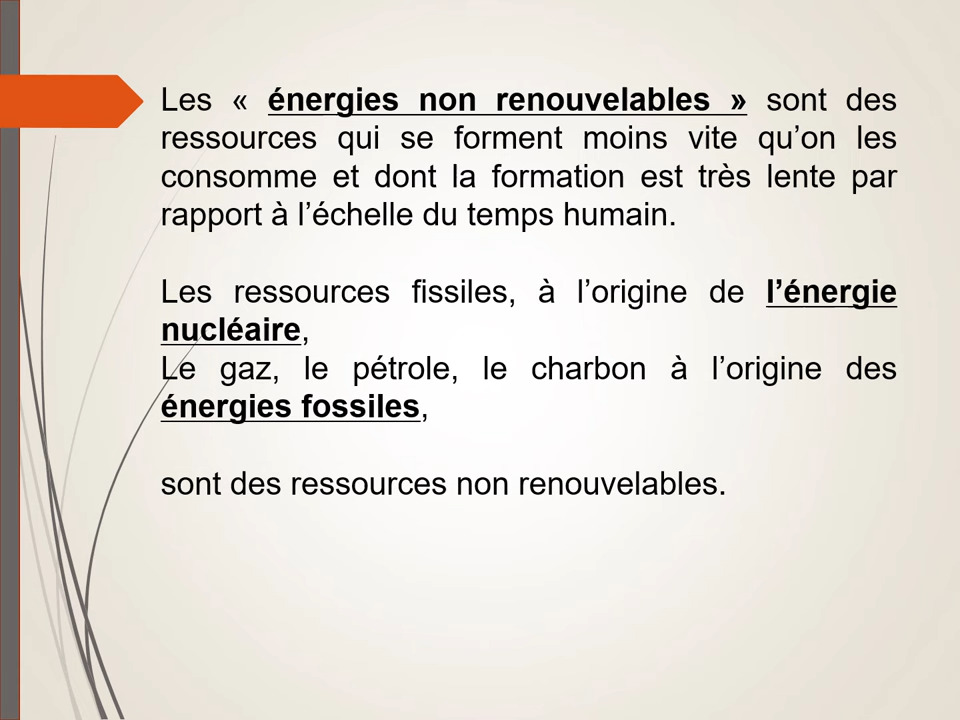 Les « énergies non renouvelables » sont des
ressources qui se forment moins vite qu’on les
consomme et dont la formation est très lente par
rapport à l’échelle du temps humain.
Les ressources fissiles, à l’origine de l’énergie
nucléaire,
Le gaz, le pétrole, le charbon à l’origine des
énergies fossiles,
sont des ressources non renouvelables.